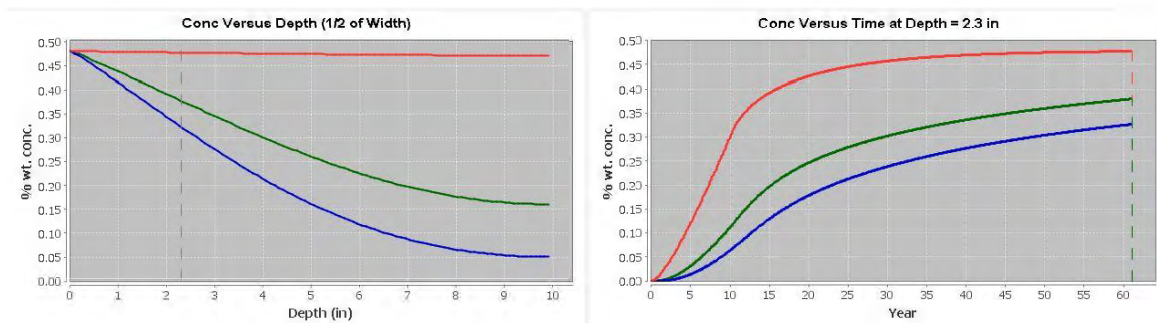 Conc Versus Depth (1/2 of Width)
0.50
0.45
0.40
0.35
0.30
0.25
0.20
0.15
0.10
0.05
0.00
% wt. conc.
0 1 2 3 4 5 6 7 8 9 10
Depth (in)
Conc Versus Time at Depth = 2.3 in
0.50
0.45
0.40
0.35
0.30
0.25
0.20
0.15
0.10
0.05
0.00
% wt. conc.
0 5 10 15 20 25 30 35 40 45 50 55 60
Year